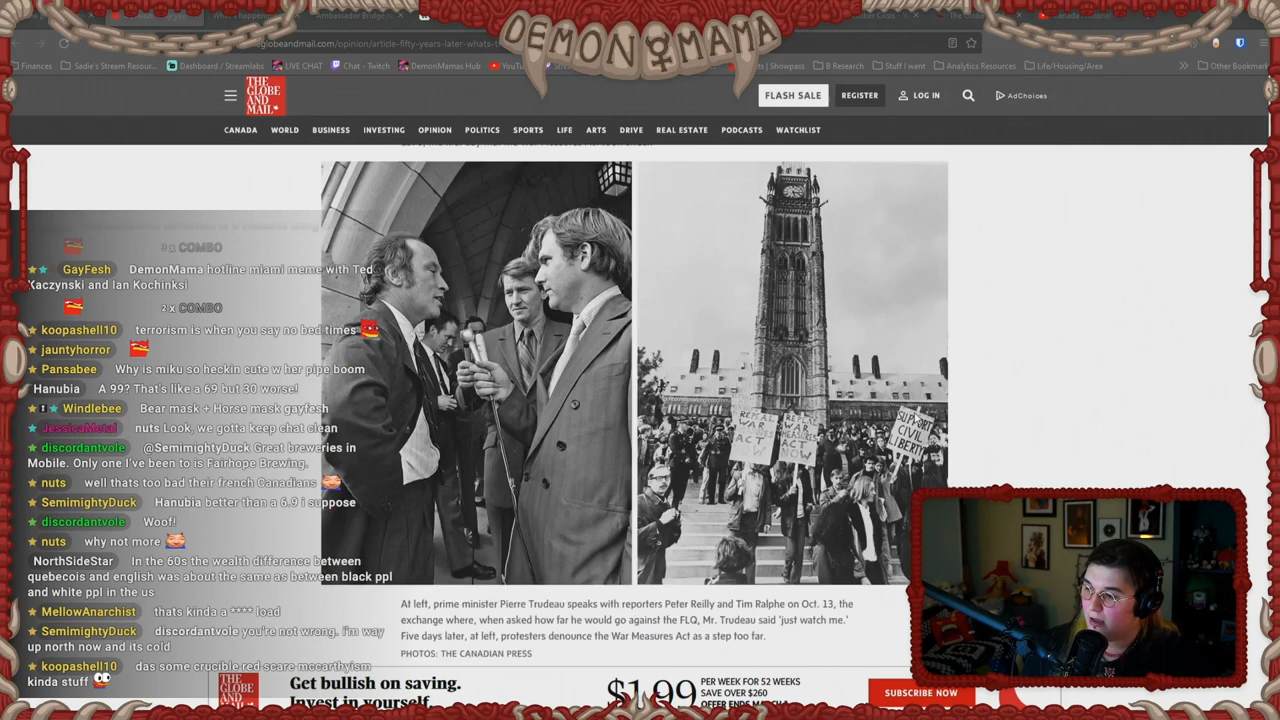 DEMON MAMA
Finances
Sadie's Stream Resour...
Dashboard / Streamlabs
LIVE CHAT
Chat - Twitch
DemonMamas Hub
B Research
Stuff I want
Analytics Resources
Life/Housing/Area
Other Bookmar
THE
GLOBE
AND
MAIL*
FLASH SALE
REGISTER
LOG IN
AdChoices
CANADA WORLD BUSINESS INVESTING OPINION POLITICS SPORTS LIFE ARTS DRIVE REAL ESTATE PODCASTS WATCHLIST
COMBO
GayFesh DemonMama hotline miami meme with Ted
Kaczynski and Ian Kochinksi
2 x COMBO
koopashell10 terrorism is when you say no bed times
jauntyhorror
Pansabee Why is miku so heckin cute w her pipe boom
Hanubia A 99? That's like a 69 but 30 worse!
Windlebee Bear mask + Horse mask gayfesh
JessicaMetal nuts Look, we gotta keep chat clean
discordantvole @SemimightyDuck Great breweries in
Mobile. Only one I've been to is Fairhope Brewing.
nuts well thats too bad their french Canadians
SemimightyDuck Hanubia better than a 6.9 i suppose
discordantvole Woof!
nuts why not more
NorthSideStar In the 60s the wealth difference between
quebecois and english was about the same as between black ppl
and white ppl in the us
MellowAnarchist thats kinda a **** load
SemimightyDuck discordantvole you're not wrong. i'm way
up north now and its cold
koopashell10 das some crucible red scare mccarthyism
kinda stuff
REPEAL
WAR
ACT
REPEAL
WAR
MEASURES
ACT
NOW
SUPPORT
CIVIL
LIBERTY
At left, prime minister Pierre Trudeau speaks with reporters Peter Reilly and Tim Ralphe on Oct. 13, the
exchange where, when asked how far he would go against the FLQ, Mr. Trudeau said 'just watch me.'
Five days later, at left, protesters denounce the War Measures Act as a step too far.
PHOTOS: THE CANADIAN PRESS
THE
GLOBE
AND
Get bullish on saving.
Invest in yourself.
$1.99
PER WEEK FOR 52 WEEKS
SAVE OVER $260
OFFER ENDS
SUBSCRIBE NOW